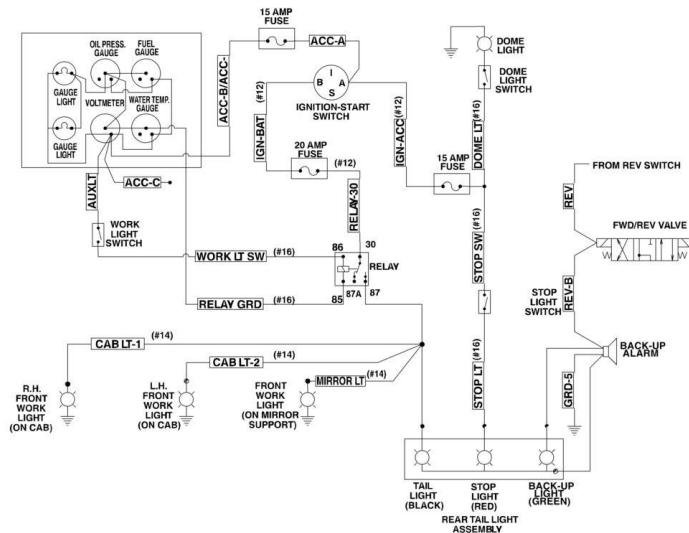 15 AMP
FUSE
ACC-A
OIL PRESS.
GAUGE
FUEL
GAUGE
GAUGE
LIGHT
VOLTMETER
WATER TEMP.
GAUGE
GAUGE
LIGHT
ACC-B/ACC-
I
B
A
S
IGNITION-START
SWITCH
DOME
LIGHT
DOME LIGHT
SWITCH
(#12)
IGN-BAT
(#12)
IGN-ACC
(#16)
DOME LT
20 AMP
FUSE
(#12)
15 AMP
FUSE
FROM REV SWITCH
AUXLT
ACC-C
RELAY-30
REV
FWD/REV VALVE
WORK
LIGHT
SWITCH
(#16)
STOP SW
86
30
WORK LT SW
(#16)
RELAY
RELAY GRD
(#16)
85
87A
87
STOP
LIGHT
SWITCH
REV-B
CAB LT-1
(#14)
CAB LT-2
(#14)
MIRROR LT
(#14)
BACK-UP
ALARM
(#16)
STOP LT
GRD-5
R.H.
FRONT
WORK
LIGHT
(ON CAB)
L.H.
FRONT
WORK
LIGHT
(ON CAB)
FRONT
WORK
LIGHT
(ON MIRROR
SUPPORT)
TAIL
LIGHT
(BLACK)
STOP
LIGHT
(RED)
BACK-UP
LIGHT
(GREEN)
REAR TAIL LIGHT
ASSEMBLY